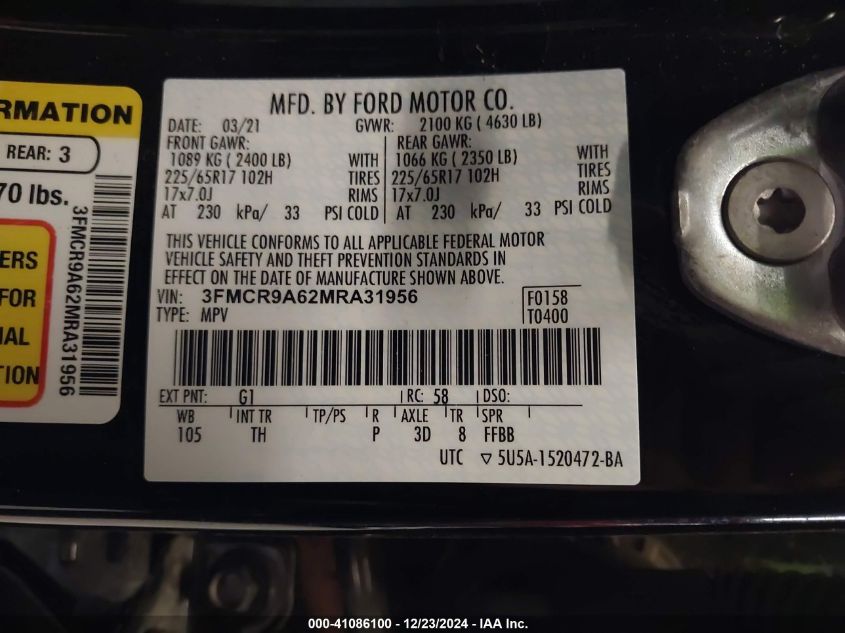 RMATION
REAR: 3
70 lbs.
3FMCR9A62MRA31956
ERS
FOR
IAL
TION
MFD. BY FORD MOTOR CO.
DATE: 03/21 GVWR: 2100 KG ( 4630 LB)
FRONT GAWR: REAR GAWR:
1089 KG ( 2400 LB) WITH 1066 KG ( 2350 LB) WITH
225/65R17 102H TIRES 225/65R17 102H TIRES
17x7.0J RIMS 17x7.0J RIMS
AT 230 kPa/ 33 PSI COLD AT 230 kPa/ 33 PSI COLD
THIS VEHICLE CONFORMS TO ALL APPLICABLE FEDERAL MOTOR
VEHICLE SAFETY AND THEFT PREVENTION STANDARDS IN
EFFECT ON THE DATE OF MANUFACTURE SHOWN ABOVE.
VIN: 3FMCR9A62MRA31956 F0158
TYPE: MPV T0400
EXT PNT: G1 RC: 58 DSO:
WB INT TR TP/PS R AXLE TR SPR
105 TH P 3D 8 FFBB
UTC ▽ 5U5A-1520472-BA
000-41086100 - 12/23/2024 - IAA Inc.